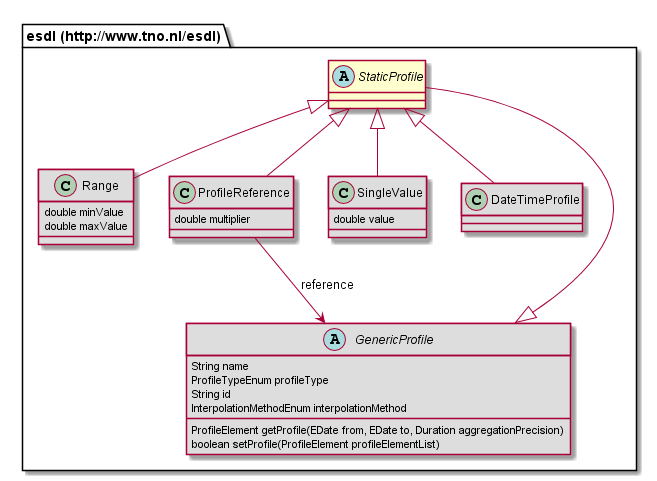 esdl (http://www.tno.nl/esdl)
A StaticProfile
C Range
double minValue
double maxValue
C ProfileReference
double multiplier
C SingleValue
double value
C DateTimeProfile
reference
A GenericProfile
String name
ProfileTypeEnum profileType
String id
InterpolationMethodEnum interpolationMethod
ProfileElement getProfile(EDate from, EDate to, Duration aggregationPrecision)
boolean setProfile(ProfileElement profileElementList)